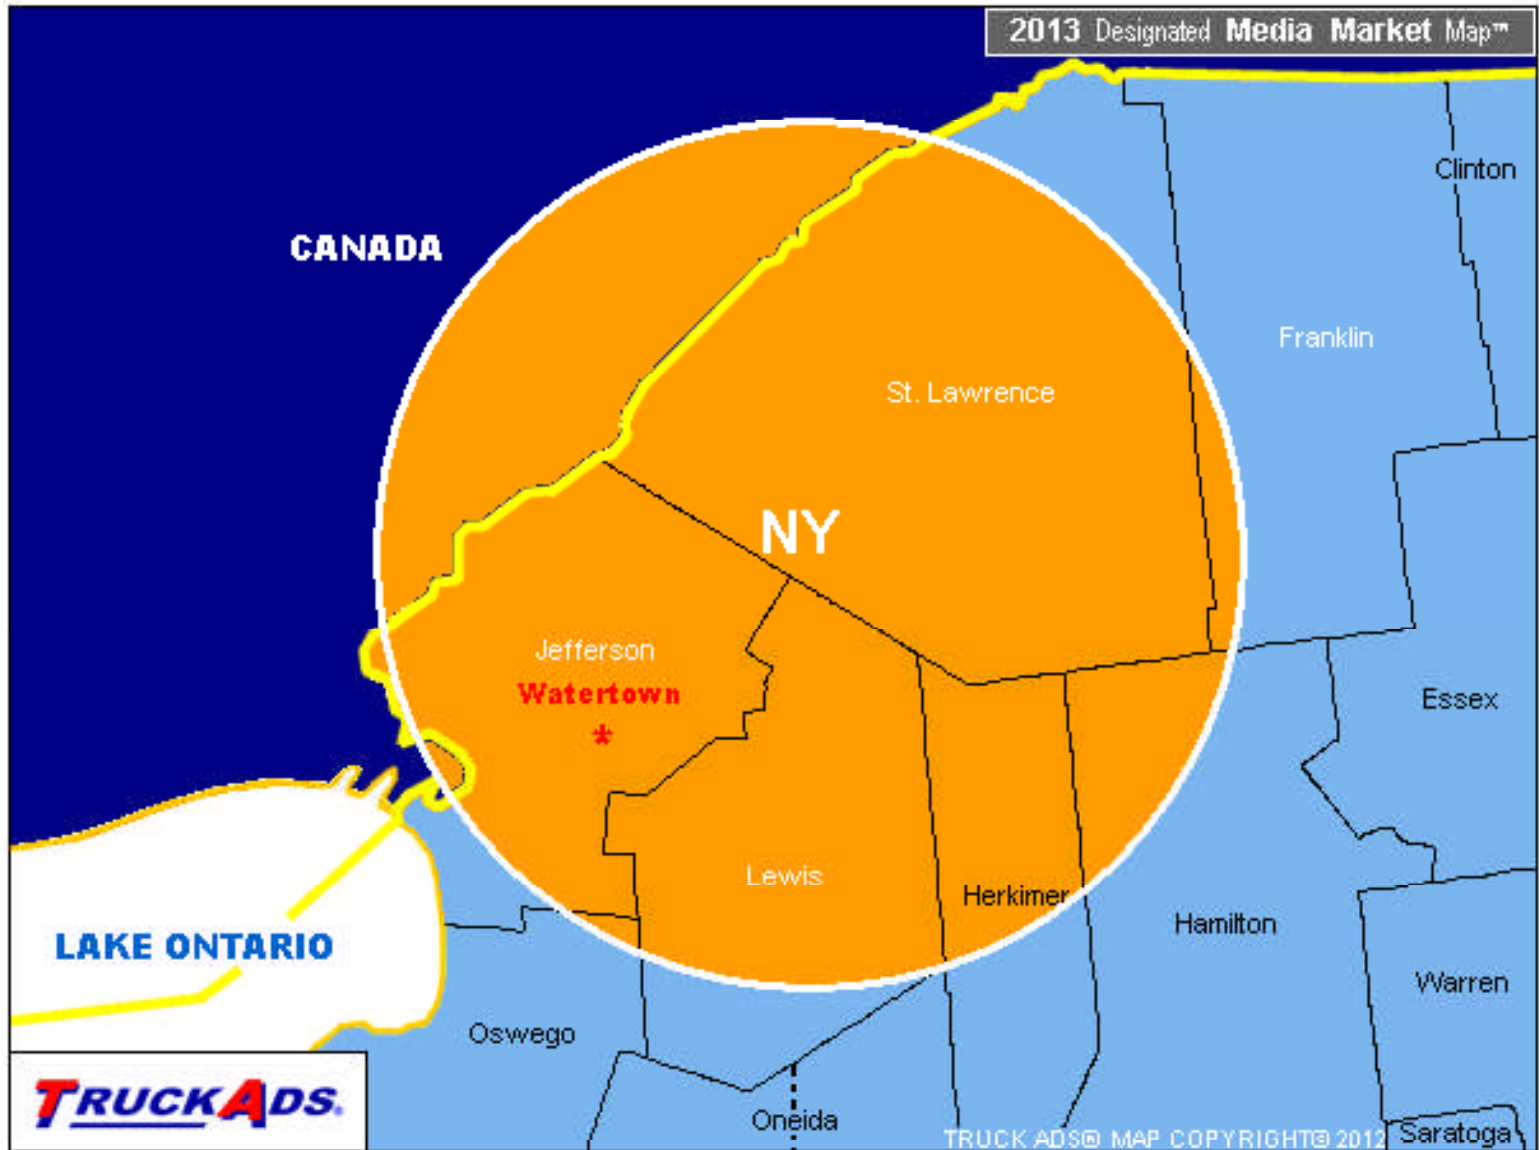 2013 Designated Media Market Map™
Clinton
CANADA
Franklin
St. Lawrence
NY
Jefferson
Watertown
*
Essex
Lewis
Herkimer
Hamilton
LAKE ONTARIO
Warren
Oswego
TRUCKADS®
Oneida
TRUCK ADS® MAP COPYRIGHT© 2012
Saratoga